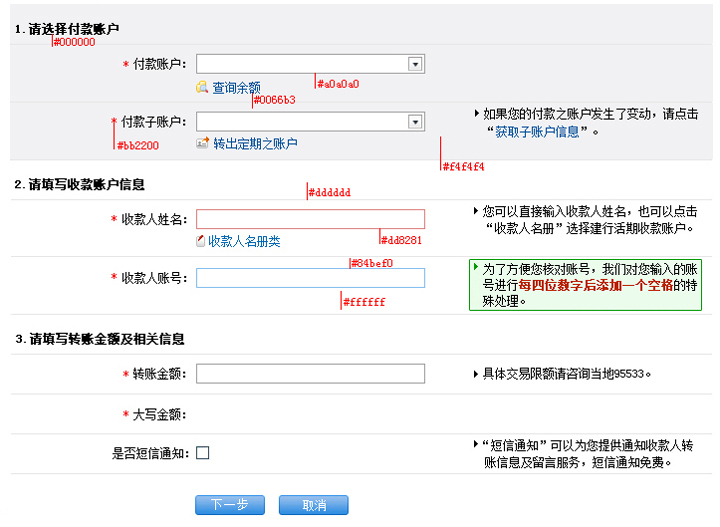 1. 请选择付款账户
#000000
* 付款账户:
查询余额
#a0a0a0
#0066b3
* 付款子账户:
#bb2200
转出定期之账户
如果您的付款之账户发生了变动，请点击
“获取子账户信息”。
#f4f4f4
2. 请填写收款账户信息
#dddddd
* 收款人姓名:
收款人名册类
#dd8281
您可以直接输入收款人姓名，也可以点击
“收款人名册”选择建行活期收款账户。
#84bef0
* 收款人账号:
#ffffff
为了方便您核对账号，我们对您输入的账
号进行每四位数字后添加一个空格的特
殊处理。
3. 请填写转账金额及相关信息
* 转账金额:
具体交易限额请咨询当地95533。
* 大写金额:
是否短信通知:
“短信通知”可以为您提供通知收款人转
账信息及留言服务，短信通知免费。
下一步
取消